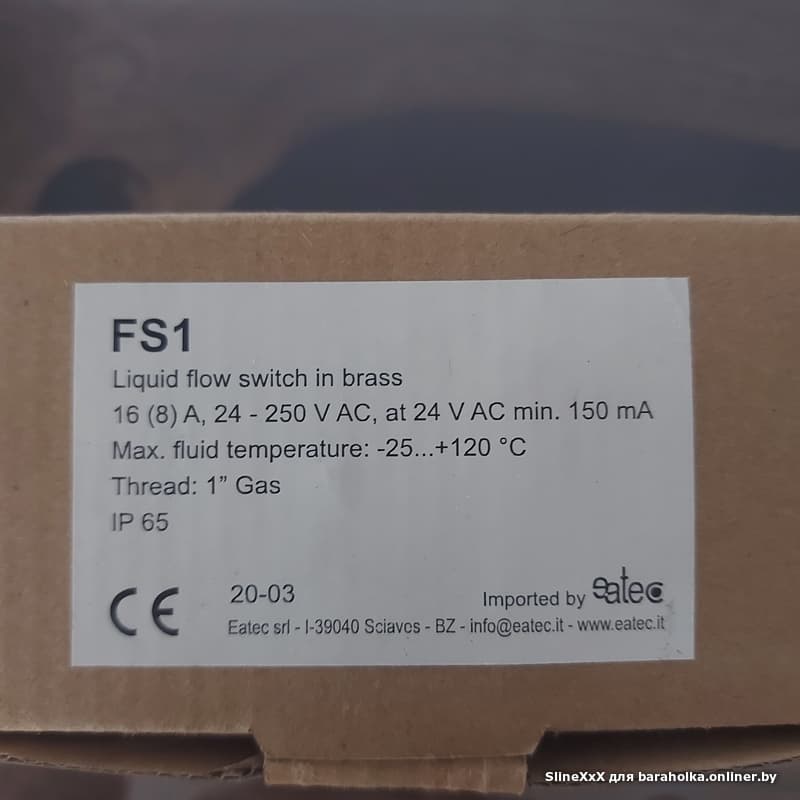 FS1
Liquid flow switch in brass
16 (8) A, 24 - 250 V AC, at 24 V AC min. 150 mA
Max. fluid temperature: -25...+120 °C
Thread: 1” Gas
IP 65
CE 20-03 Imported by eatec
Eatec srl - I-39040 Sciaves - BZ - info@eatec.it - www.eatec.it
SlineXxX для baraholka.onliner.by